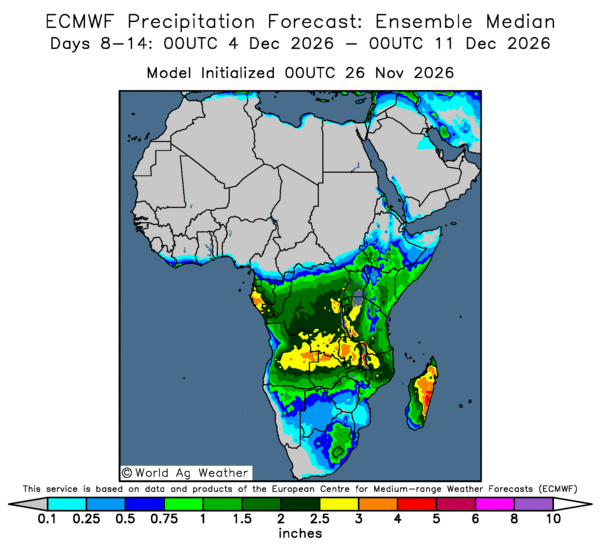 ECMWF Precipitation Forecast: Ensemble Median
Days 8-14: 00UTC 4 Dec 2026 - 00UTC 11 Dec 2026
Model Initialized 00UTC 26 Nov 2026
© World Ag Weather
This service is based on data and products of the European Centre for Medium-range Weather Forecasts (ECMWF)
0.1 0.25 0.5 0.75 1 1.5 2 2.5 3 4 5 6 8 10
inches